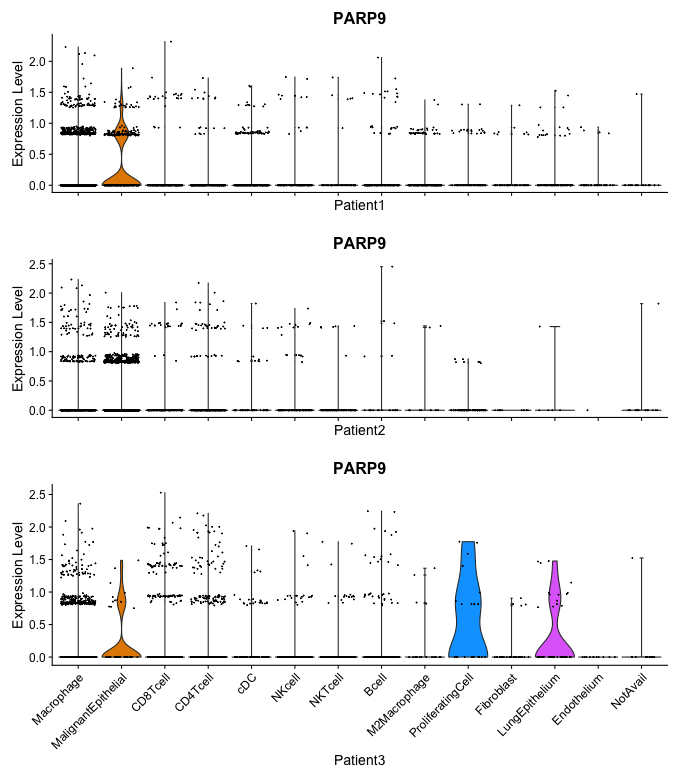 PARP9
Expression Level
2.0
1.5
1.0
0.5
0.0
Patient1
PARP9
Expression Level
2.5
2.0
1.5
1.0
0.5
0.0
Patient2
PARP9
Expression Level
2.5
2.0
1.5
1.0
0.5
0.0
Macrophage
MalignantEpithelial
CD8Tcell
CD4Tcell
cDC
NKcell
NKTcell
Bcell
M2Macrophage
ProliferatingCell
Fibroblast
LungEpithelium
Endothelium
NotAvail
Patient3